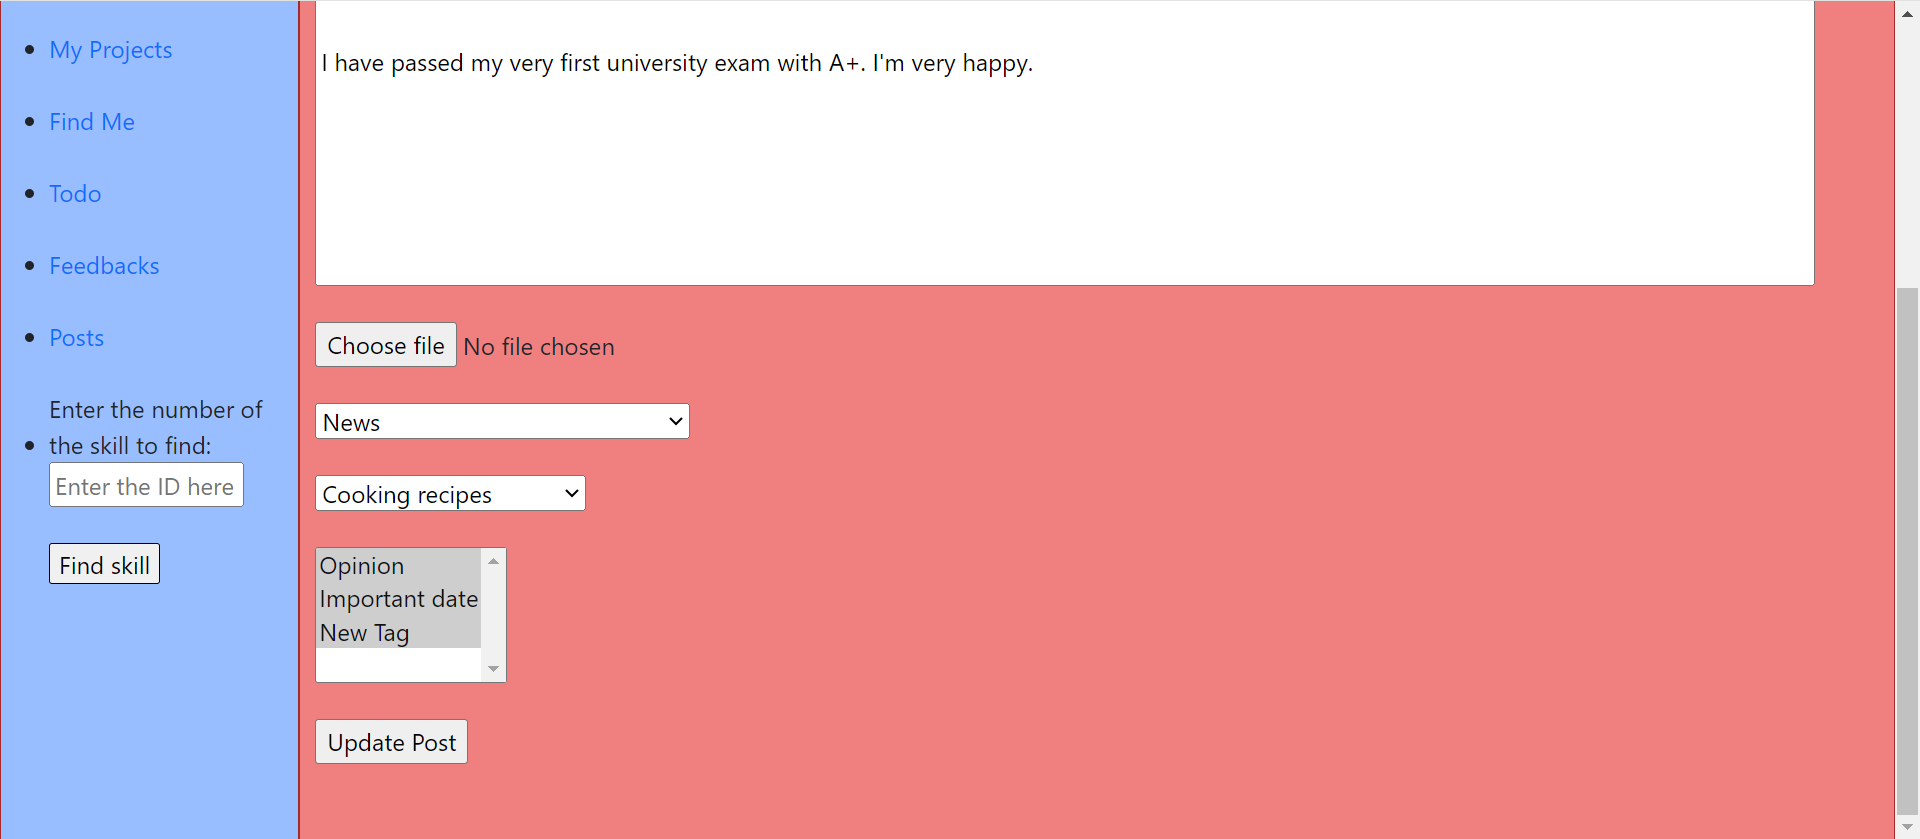 My Projects
Find Me
Todo
Feedbacks
Posts
Enter the number of
the skill to find:
Enter the ID here
Find skill
I have passed my very first university exam with A+. I'm very happy.
Choose file No file chosen
News
Cooking recipes
Opinion
Important date
New Tag
Update Post